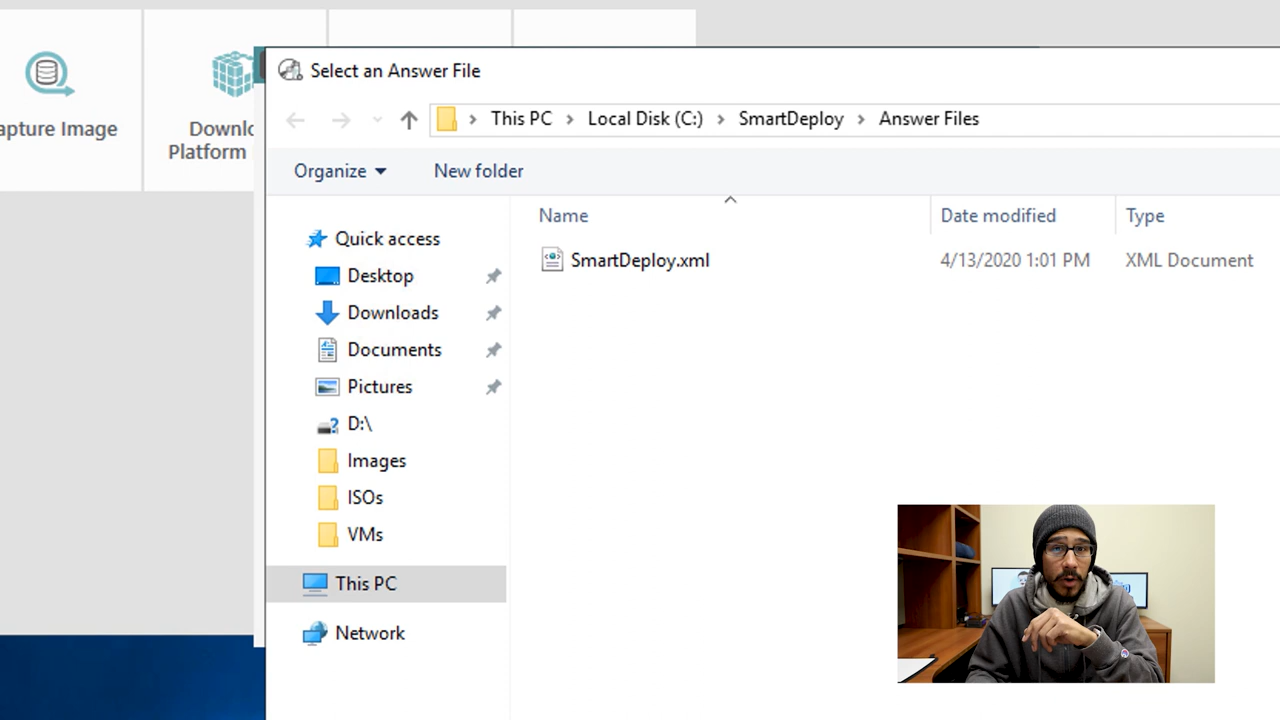 apture Image
Downlo
Platform
Select an Answer File
This PC > Local Disk (C:) > SmartDeploy > Answer Files
Organize
New folder
Name
Date modified
Type
SmartDeploy.xml
4/13/2020 1:01 PM
XML Document
Quick access
Desktop
Downloads
Documents
Pictures
D:\
Images
ISOs
VMs
This PC
Network